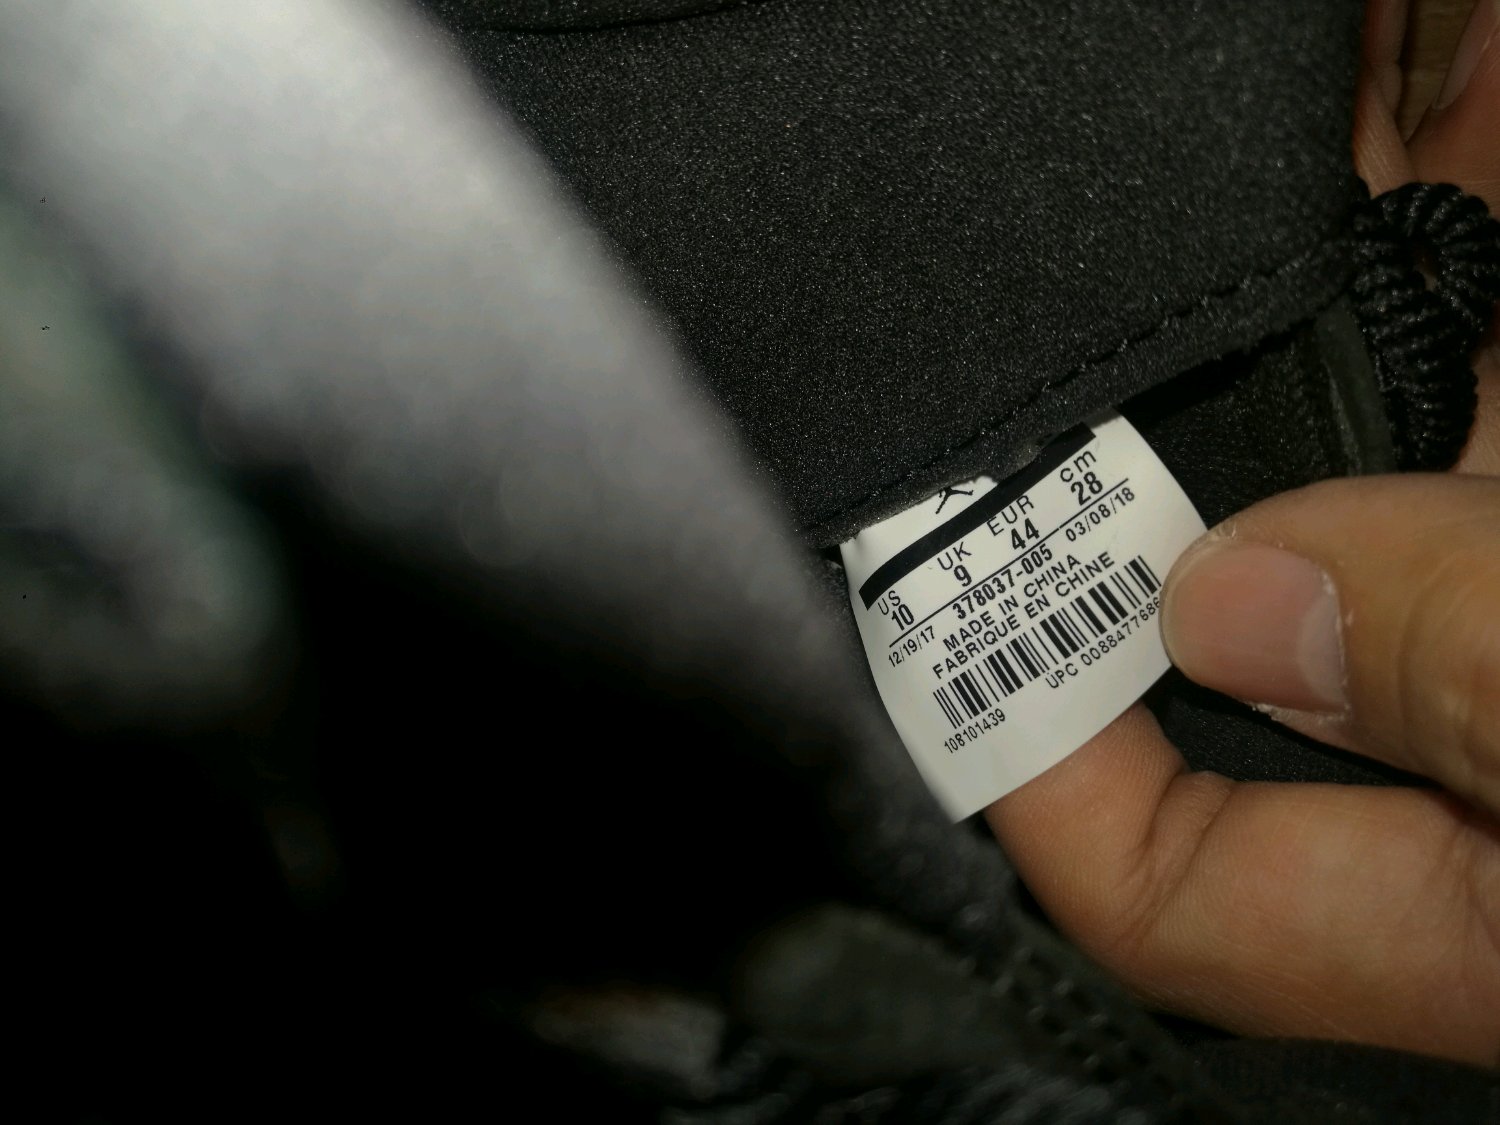 US UK EUR cm
10 9 44 28
12/19/17 378037-005 03/08/18
MADE IN CHINA
FABRIQUE EN CHINE
108101439 UPC 0088477686